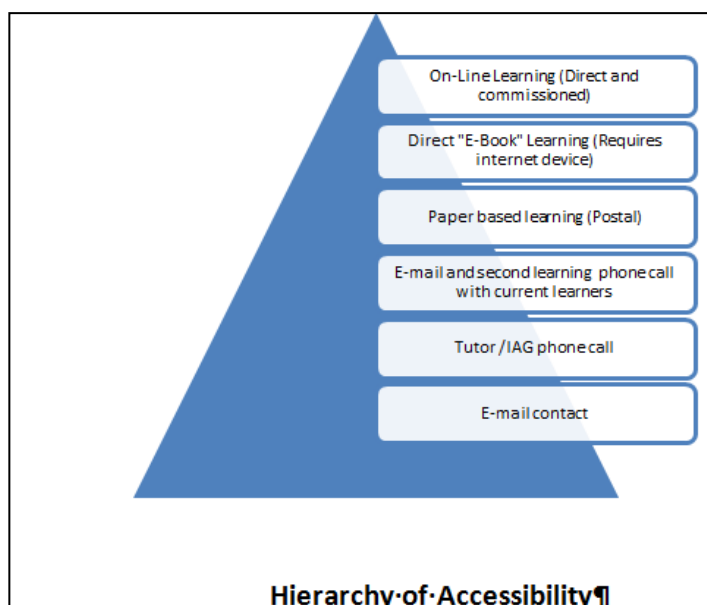 On-Line Learning (Direct and
commissioned)
Direct "E-Book" Learning (Requires
internet device)
Paper based learning (Postal)
E-mail and second learning phone call
with current learners
Tutor /IAG phone call
E-mail contact
Hierarchy·of·Accessibility¶